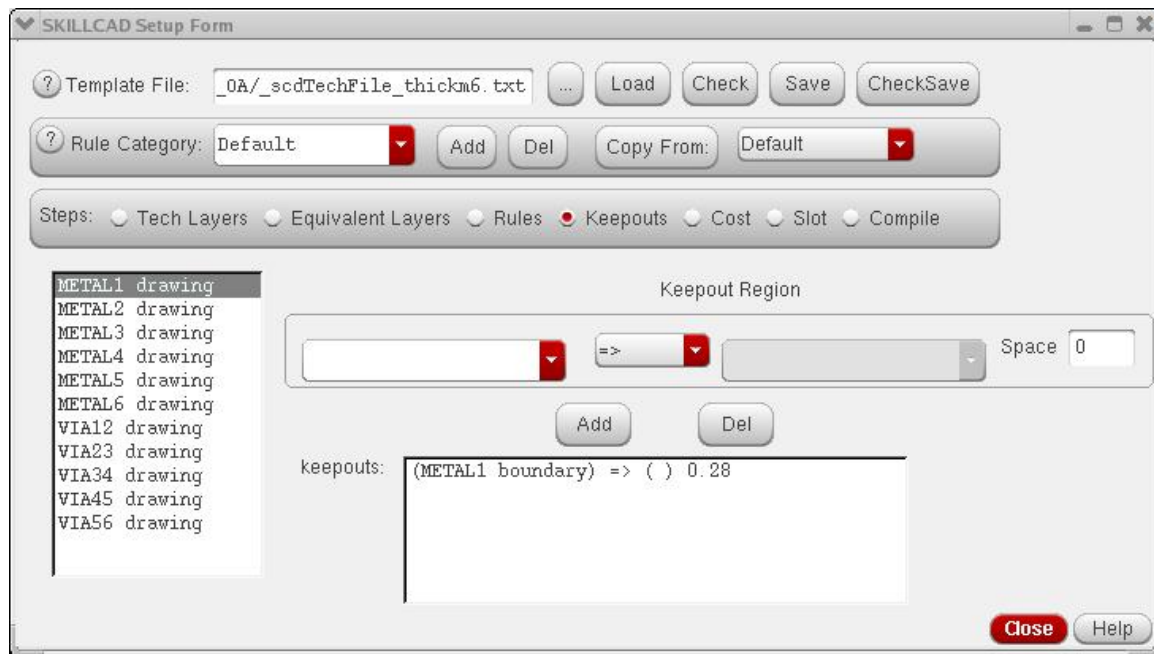 SKILLCAD Setup Form
? Template File: _OA/_scdTechFile_thickm6.txt ... Load Check Save CheckSave
? Rule Category: Default Add Del Copy From: Default
Steps: Tech Layers Equivalent Layers Rules Keepouts Cost Slot Compile
METAL1 drawing
METAL2 drawing
METAL3 drawing
METAL4 drawing
METAL5 drawing
METAL6 drawing
VIA12 drawing
VIA23 drawing
VIA34 drawing
VIA45 drawing
VIA56 drawing
Keepout Region
=> Space 0
Add Del
keepouts: (METAL1 boundary) => ( ) 0.28
Close Help